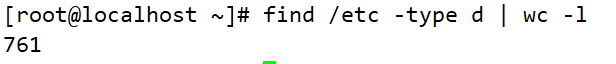 [root@localhost ~]# find /etc -type d | wc -l
761